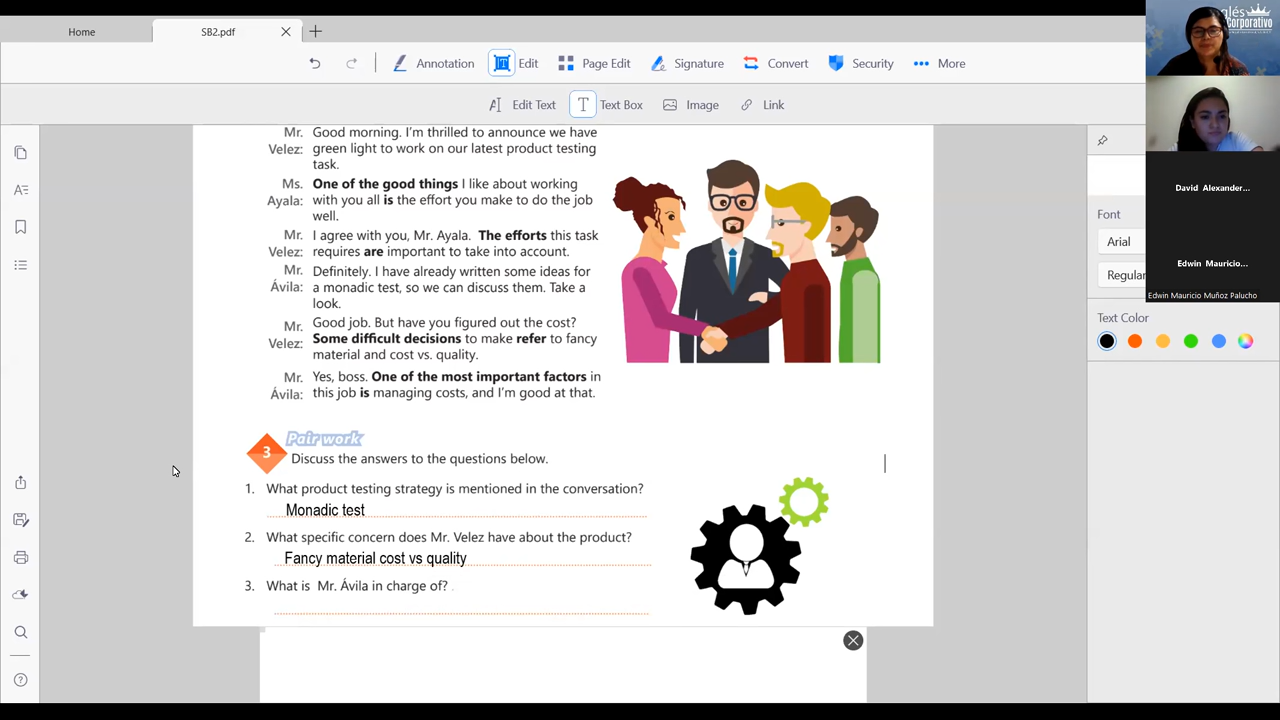 Home
SB2.pdf
Annotation
Edit
Page Edit
Signature
Convert
Security
More
Edit Text
Text Box
Image
Link
Mr. Good morning. I'm thrilled to announce we have
Velez: green light to work on our latest product testing
task.
Ms. One of the good things I like about working
Ayala: with you all is the effort you make to do the job
well.
Mr. I agree with you, Mr. Ayala. The efforts this task
Velez: requires are important to take into account.
Mr. Definitely. I have already written some ideas for
Ávila: a monadic test, so we can discuss them. Take a
look.
Mr. Good job. But have you figured out the cost?
Velez: Some difficult decisions to make refer to fancy
material and cost vs. quality.
Mr. Yes, boss. One of the most important factors in
Ávila: this job is managing costs, and I'm good at that.
3
Pair work
Discuss the answers to the questions below.
1. What product testing strategy is mentioned in the conversation?
Monadic test
2. What specific concern does Mr. Velez have about the product?
Fancy material cost vs quality
3. What is Mr. Ávila in charge of?
Font
Arial
Regular
Text Color
glés
Corporativo
David Alexander...
Edwin Mauricio...
Edwin Mauricio Muñoz Palucho